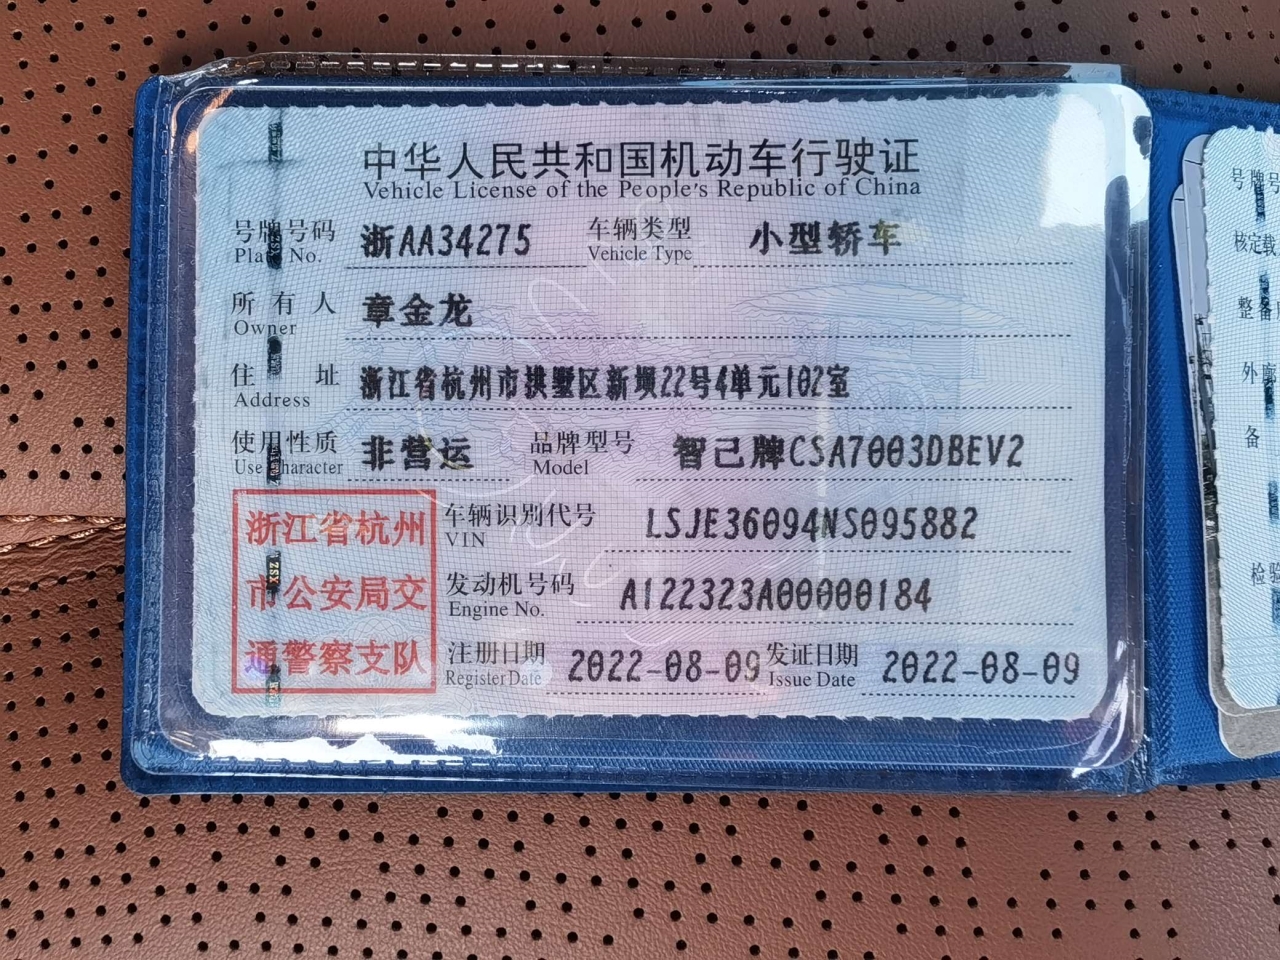 中华人民共和国机动车行驶证
Vehicle License of the People's Republic of China
号牌号码 浙AA34275 车辆类型 小型轿车
Plate No. Vehicle Type
所有人 章金龙
Owner
住址 浙江省杭州市拱墅区新坝22号4单元102室
Address
使用性质 非营运 品牌型号 智己牌CSA7003DBEV2
Use Character Model
车辆识别代号 LSJE36094NS095882
VIN
发动机号码 A122323A00000184
Engine No.
注册日期 2022-08-09 发证日期 2022-08-09
Register Date Issue Date
浙江省杭州
市公安局交
通警察支队
号牌号
核定载
整备
外廓
备
检验